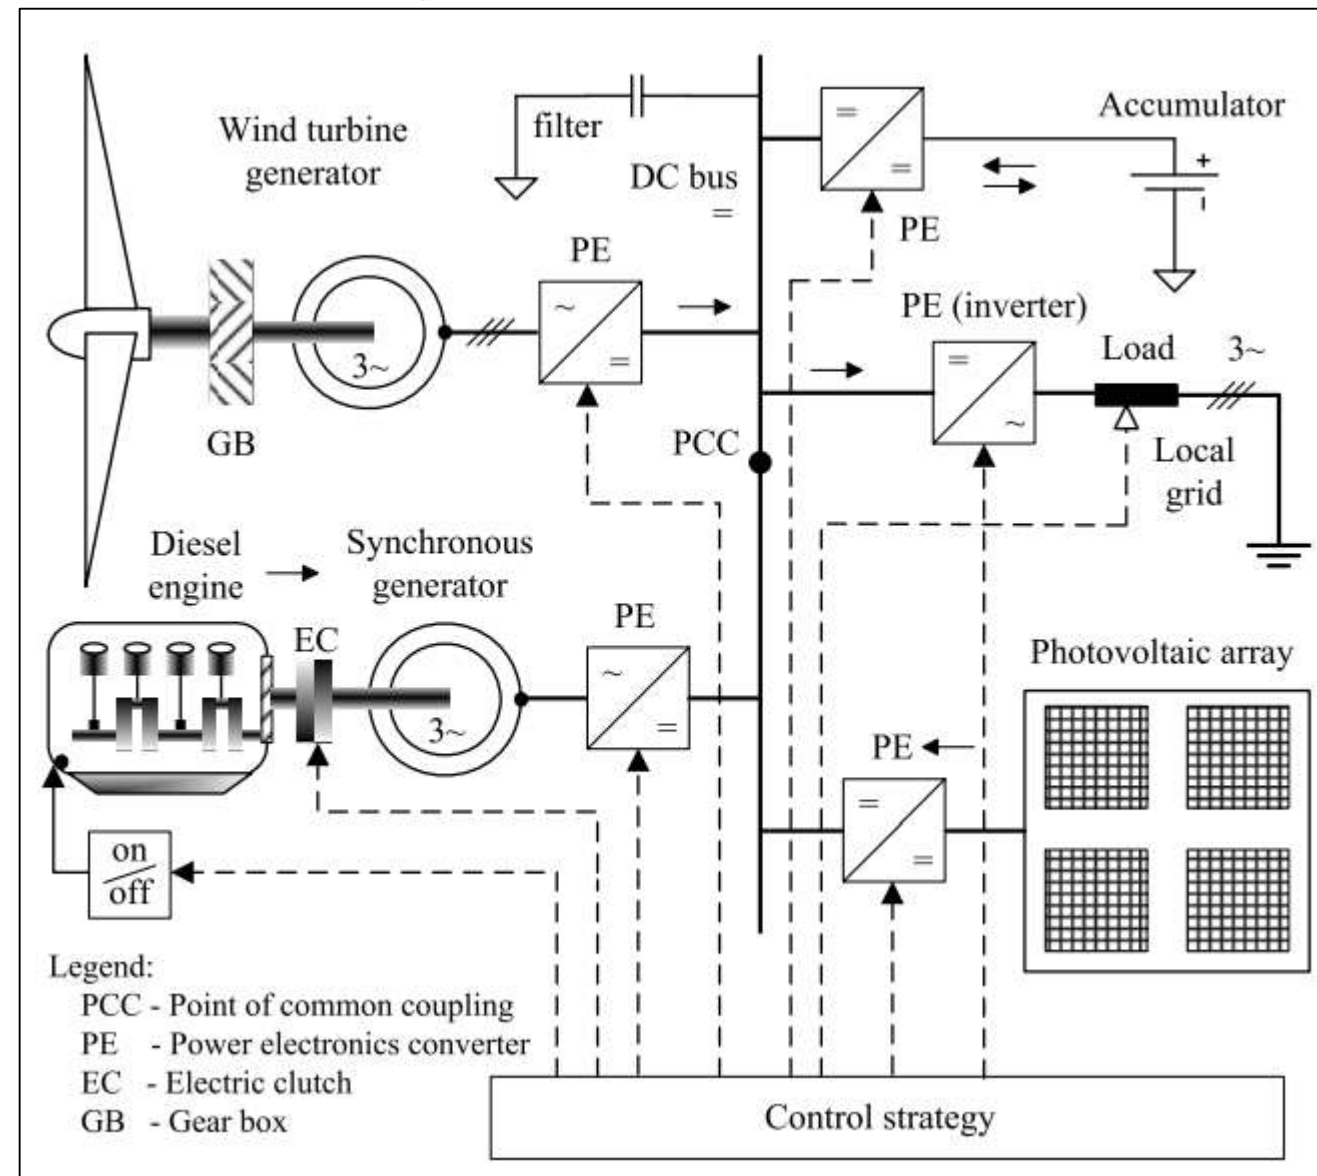 Wind turbine
generator
filter
DC bus
=
=
=
PE
Accumulator
+
-
PE
~
=
3~
GB
PE (inverter)
=
~
Load
3~
Local
grid
PCC
Diesel
engine
Synchronous
generator
EC
3~
PE
~
=
Photovoltaic array
PE
=
=
on
off
Legend:
PCC - Point of common coupling
PE - Power electronics converter
EC - Electric clutch
GB - Gear box
Control strategy